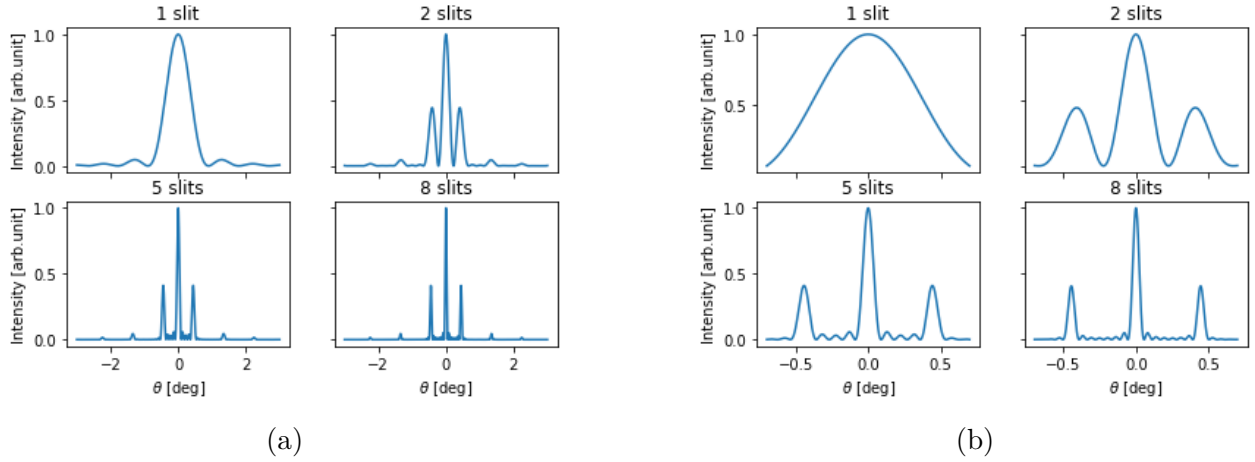 1 slit
2 slits
1 slit
2 slits
Intensity [arb.unit]
1.0
0.5
0.0
Intensity [arb.unit]
1.0
0.5
5 slits
8 slits
5 slits
8 slits
Intensity [arb.unit]
1.0
0.5
0.0
Intensity [arb.unit]
1.0
0.5
0.0
−2 0 2
−2 0 2
−0.5 0.0 0.5
−0.5 0.0 0.5
θ [deg]
θ [deg]
θ [deg]
θ [deg]
(a)
(b)